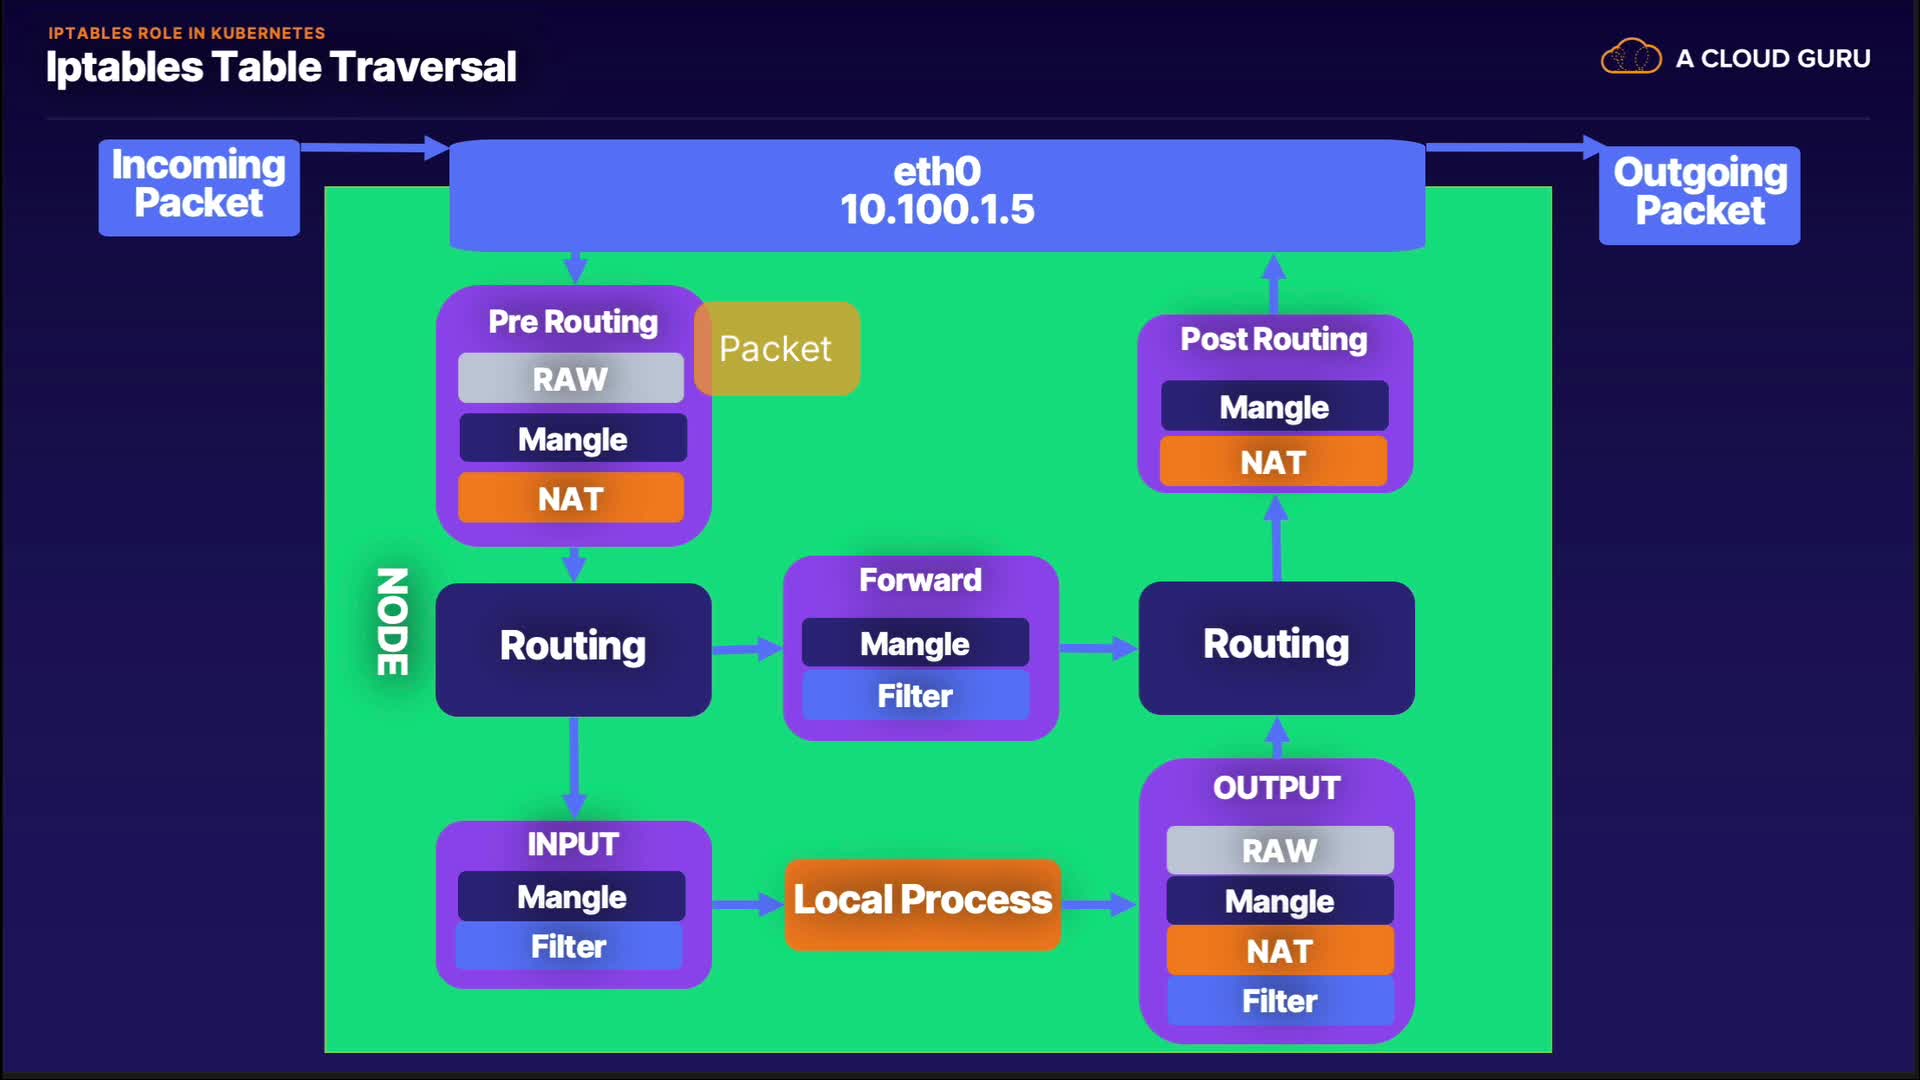 IPTABLES ROLE IN KUBERNETES
Iptables Table Traversal
A CLOUD GURU
Incoming
Packet
eth0
10.100.1.5
Outgoing
Packet
Pre Routing
RAW
Mangle
NAT
Packet
Post Routing
Mangle
NAT
NODE
Routing
Forward
Mangle
Filter
Routing
INPUT
Mangle
Filter
Local Process
OUTPUT
RAW
Mangle
NAT
Filter